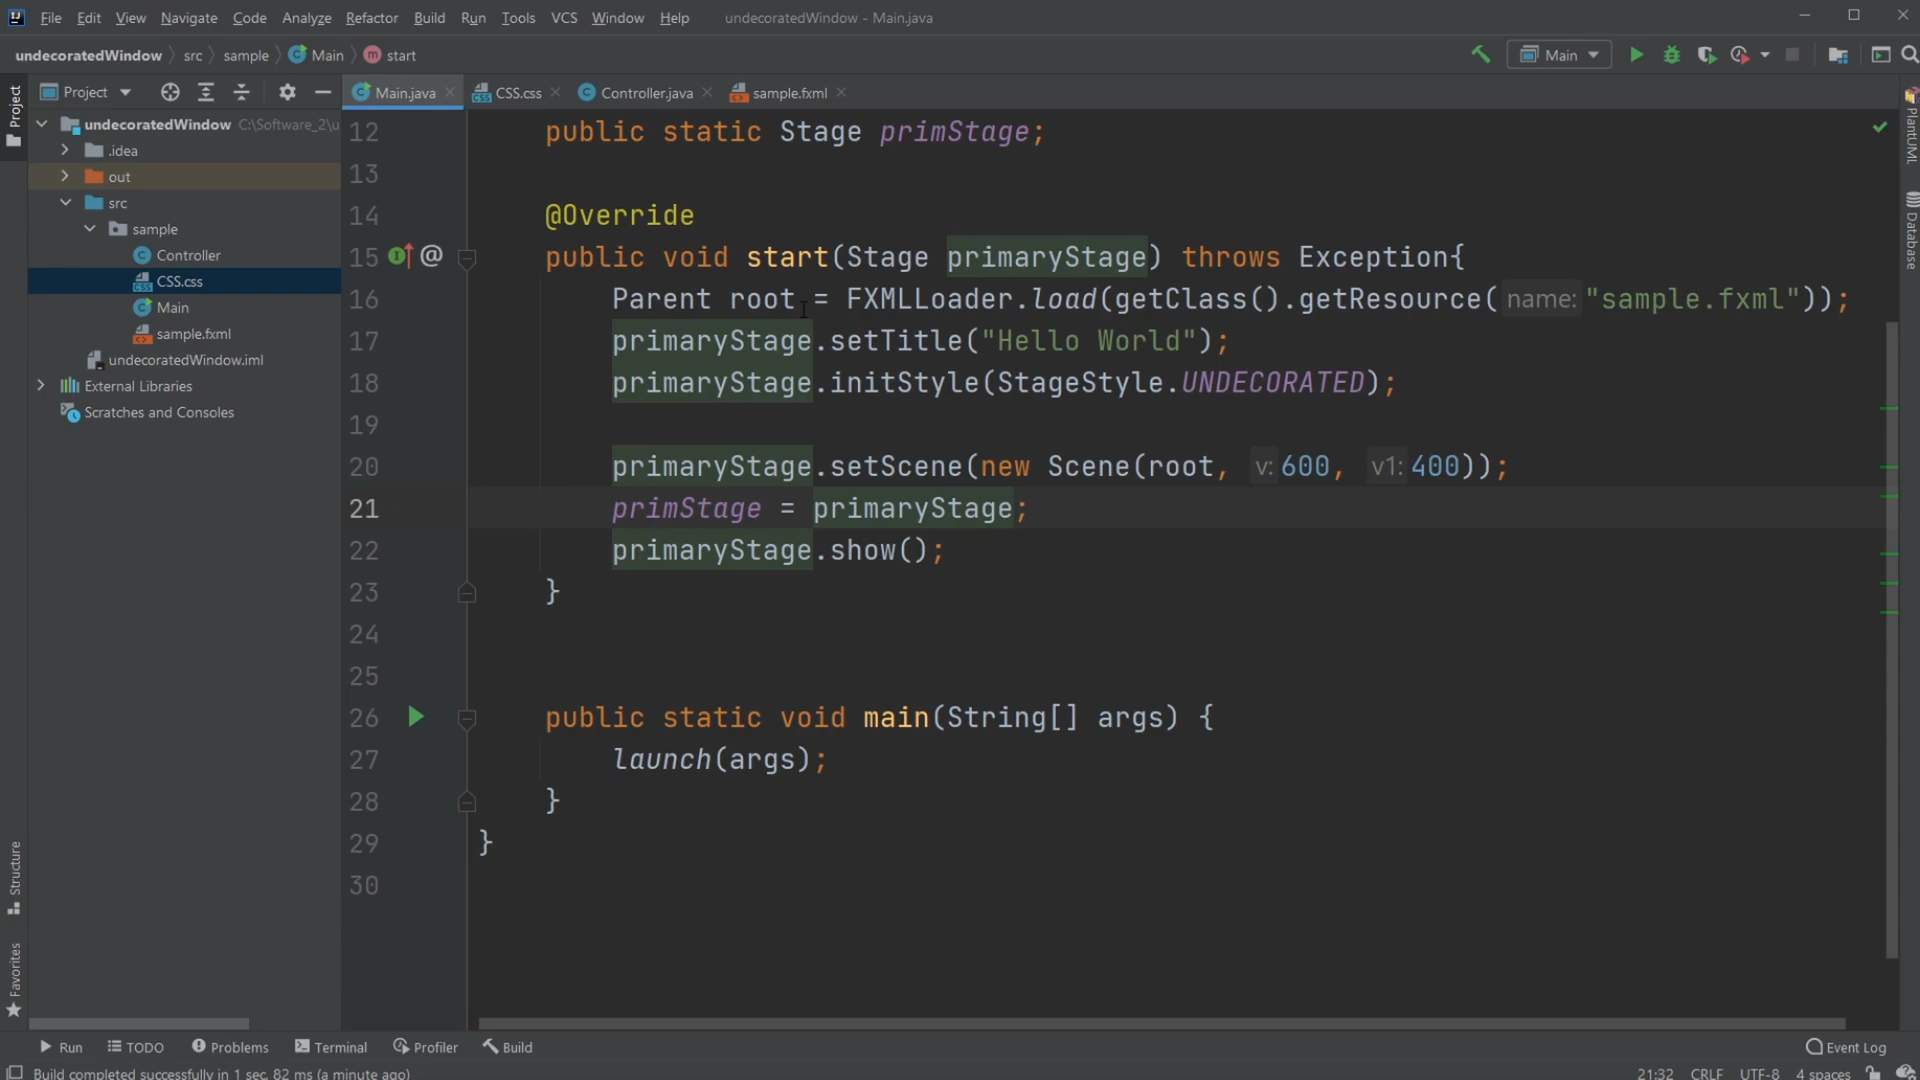 File Edit View Navigate Code Analyze Refactor Build Run Tools VCS Window Help undecoratedWindow - Main.java
undecoratedWindow src sample Main start Main
Project Main.java CSS.css Controller.java sample.fxml
undecoratedWindow C:\Software_2\u
.idea
out
src
sample
Controller
CSS.css
Main
sample.fxml
undecoratedWindow.iml
External Libraries
Scratches and Consoles
Project
Structure
Favorites
12 public static Stage primStage;
13
14 @Override
15 @ public void start(Stage primaryStage) throws Exception{
16 Parent root = FXMLLoader.load(getClass().getResource( name: "sample.fxml"));
17 primaryStage.setTitle("Hello World");
18 primaryStage.initStyle(StageStyle.UNDECORATED);
19
20 primaryStage.setScene(new Scene(root, v: 600, v1: 400));
21 primStage = primaryStage;
22 primaryStage.show();
23 }
24
25
26 public static void main(String[] args) {
27 launch(args);
28 }
29 }
30
PlantUML
Database
Run TODO Problems Terminal Profiler Build Event Log
Build completed successfully in 1 sec, 82 ms (a minute ago) 21:32 CRLF UTF-8 4 spaces